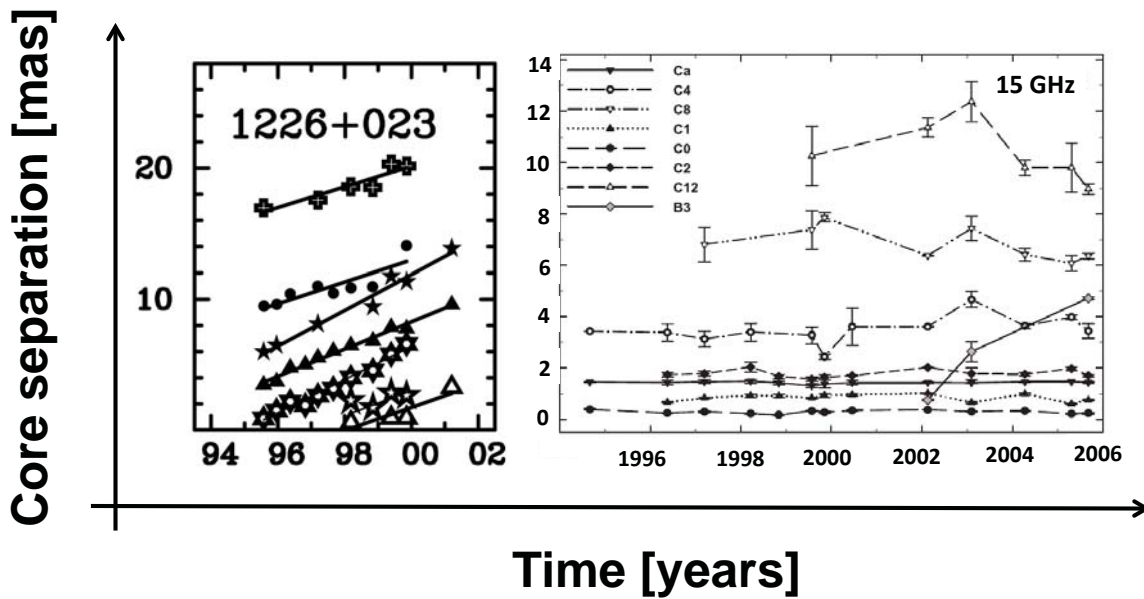 Core separation [mas]
1226+023
20
10
94 96 98 00 02
14
12
10
8
6
4
2
0
Ca
C4
C8
C1
C0
C2
C12
B3
15 GHz
1996 1998 2000 2002 2004 2006
Time [years]